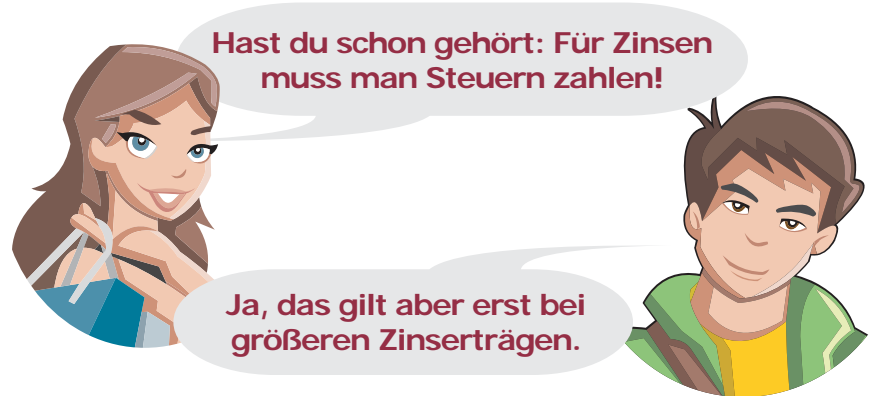 Hast du schon gehört: Für Zinsen
muss man Steuern zahlen!
Ja, das gilt aber erst bei
größeren Zinserträgen.